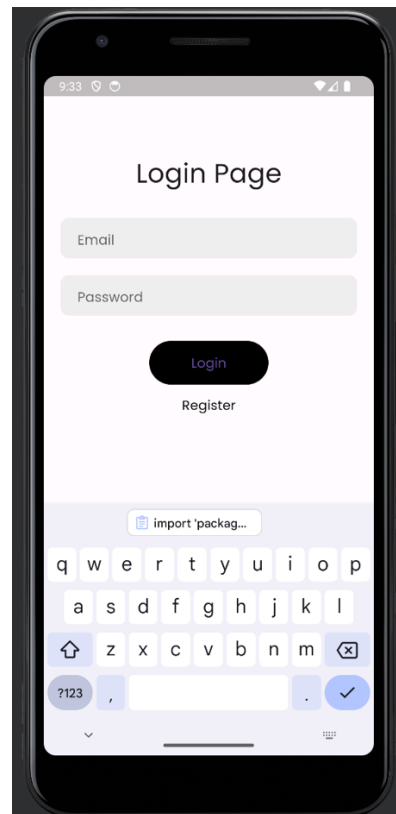 9:33
Login Page
Email
Password
Login
Register
import 'packag...
q w e r t y u i o p
a s d f g h j k l
z x c v b n m
?123 , .